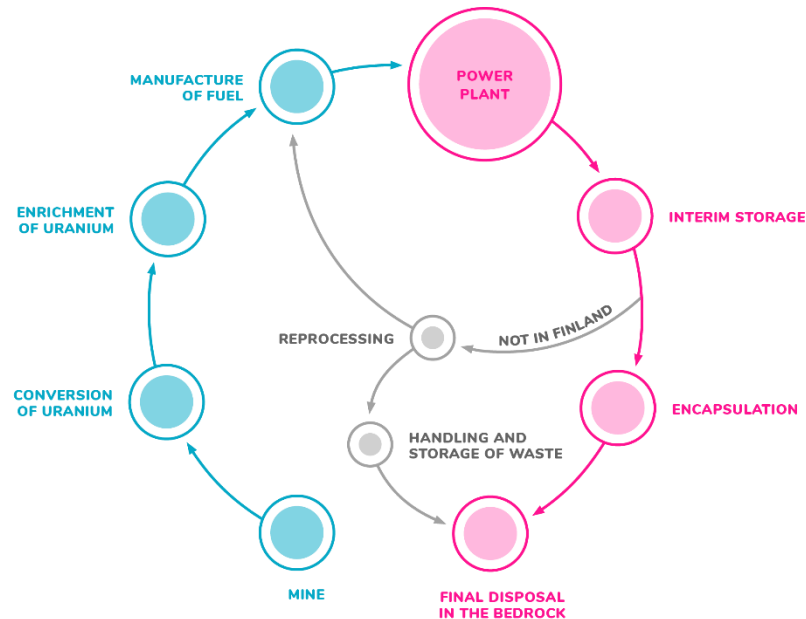 POWER
PLANT
MANUFACTURE
OF FUEL
ENRICHMENT
OF URANIUM
INTERIM STORAGE
NOT IN FINLAND
REPROCESSING
CONVERSION
OF URANIUM
ENCAPSULATION
HANDLING AND
STORAGE OF WASTE
MINE
FINAL DISPOSAL
IN THE BEDROCK